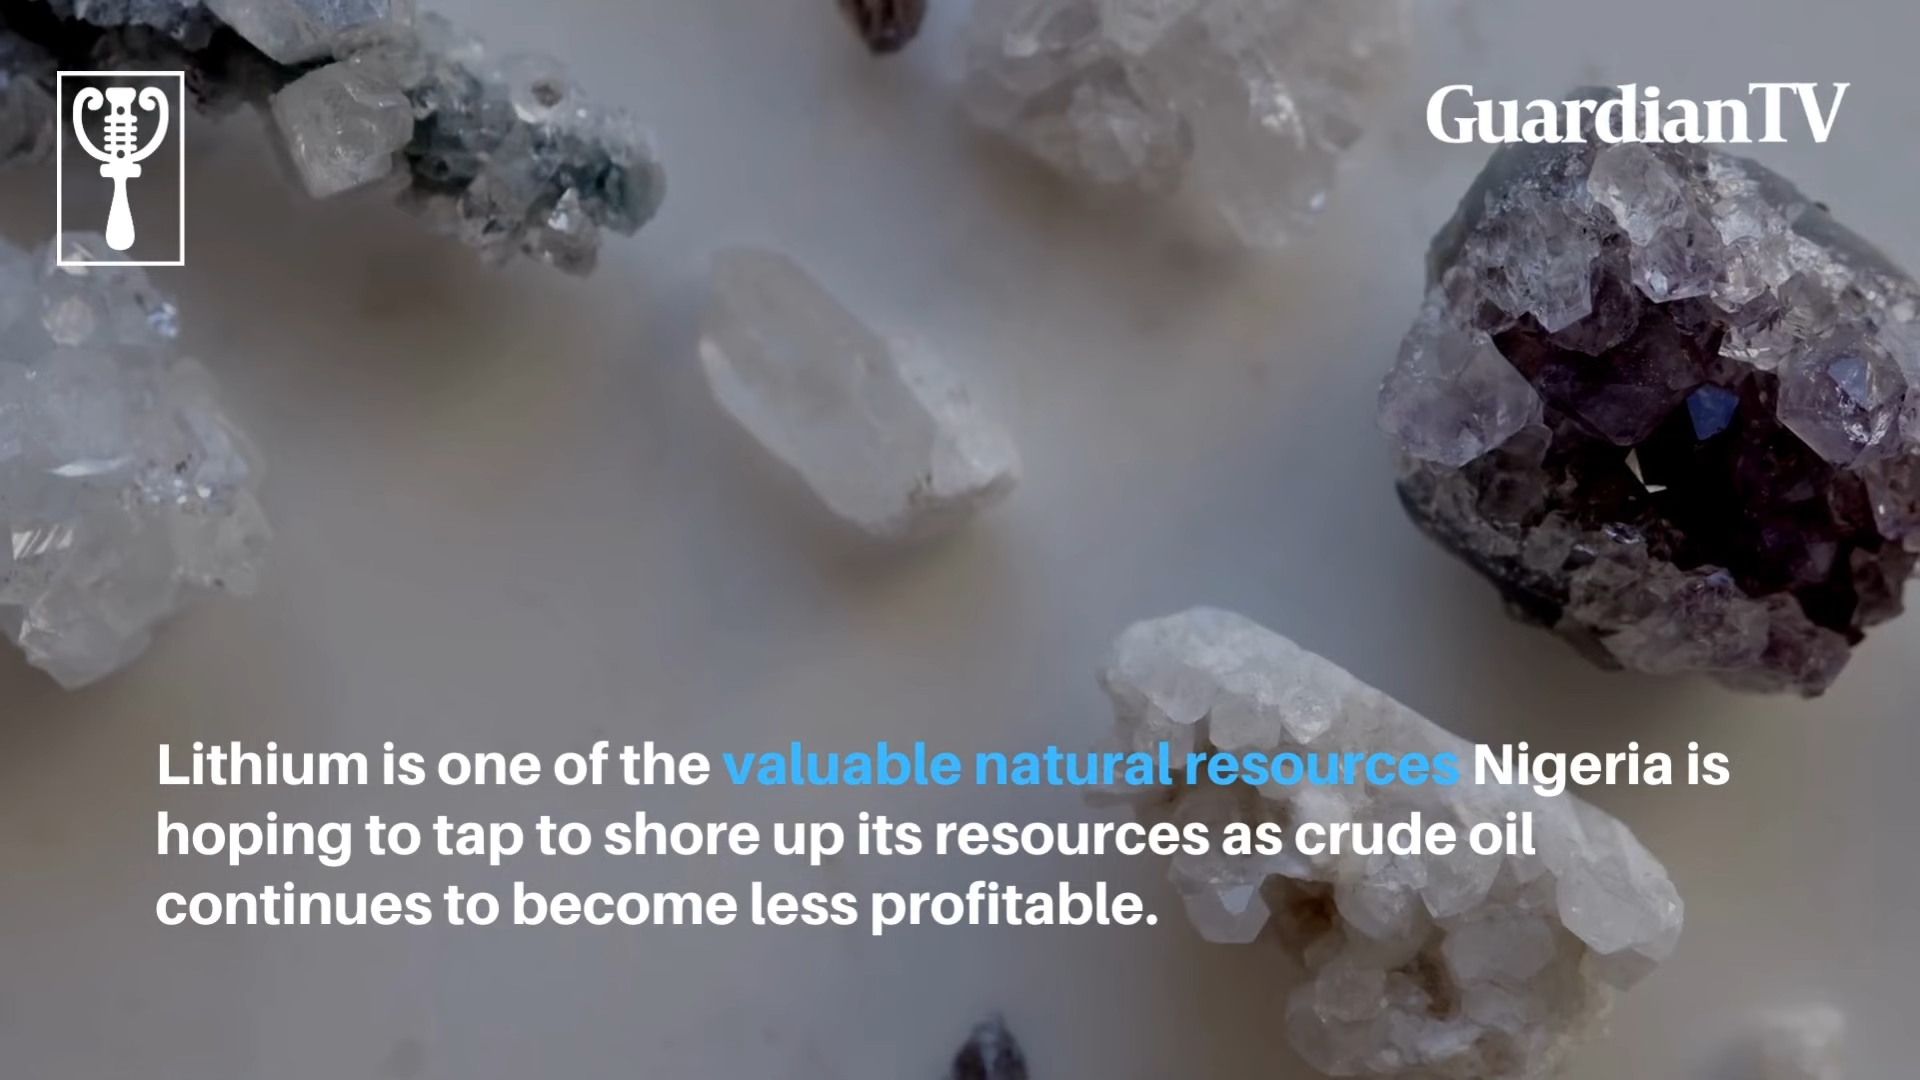 GuardianTV
Lithium is one of the valuable natural resources Nigeria is
hoping to tap to shore up its resources as crude oil
continues to become less profitable.